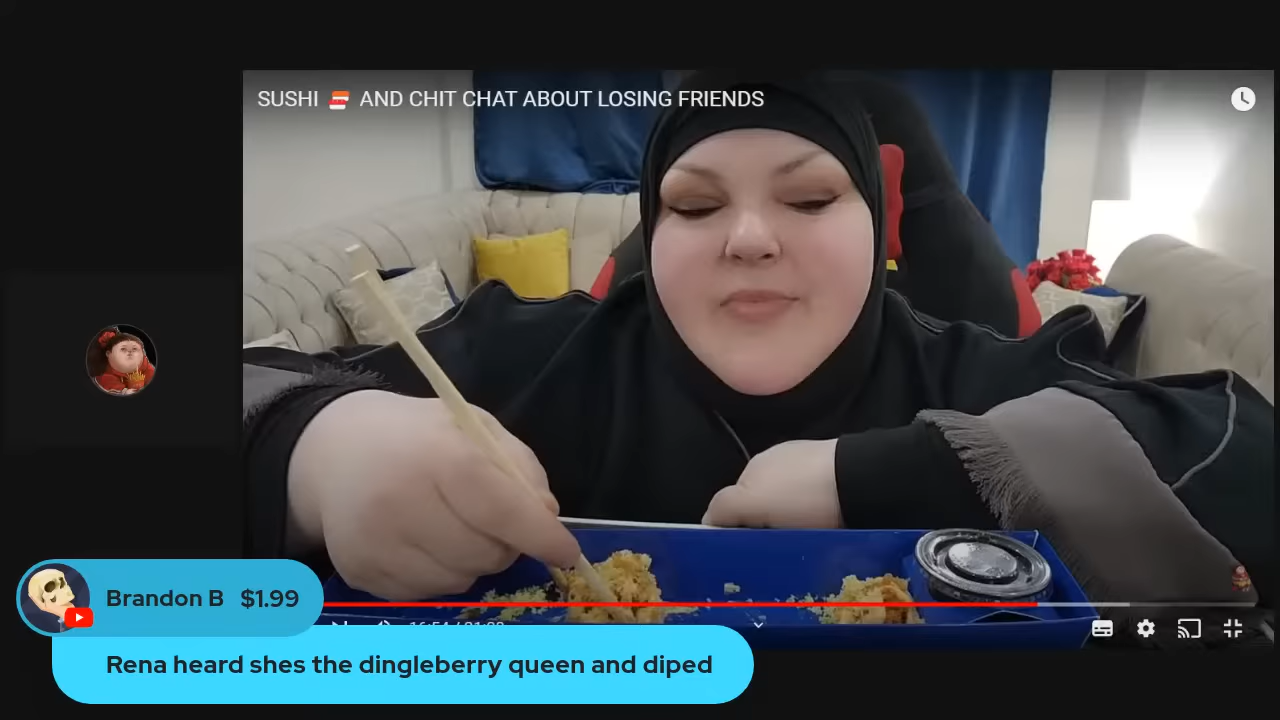 SUSHI 🍣 AND CHIT CHAT ABOUT LOSING FRIENDS
Brandon B $1.99
Rena heard shes the dingleberry queen and diped